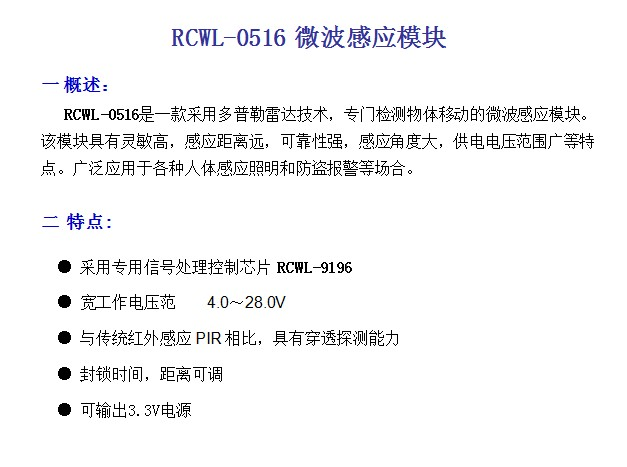 RCWL-0516 微波感应模块
一 概述：
RCWL-0516是一款采用多普勒雷达技术，专门检测物体移动的微波感应模块。
该模块具有灵敏高，感应距离远，可靠性强，感应角度大，供电电压范围广等特
点。广泛应用于各种人体感应照明和防盗报警等场合。
二 特点：
● 采用专用信号处理控制芯片 RCWL-9196
● 宽工作电压范 4.0～28.0V
● 与传统红外感应 PIR 相比，具有穿透探测能力
● 封锁时间，距离可调
● 可输出3.3V电源